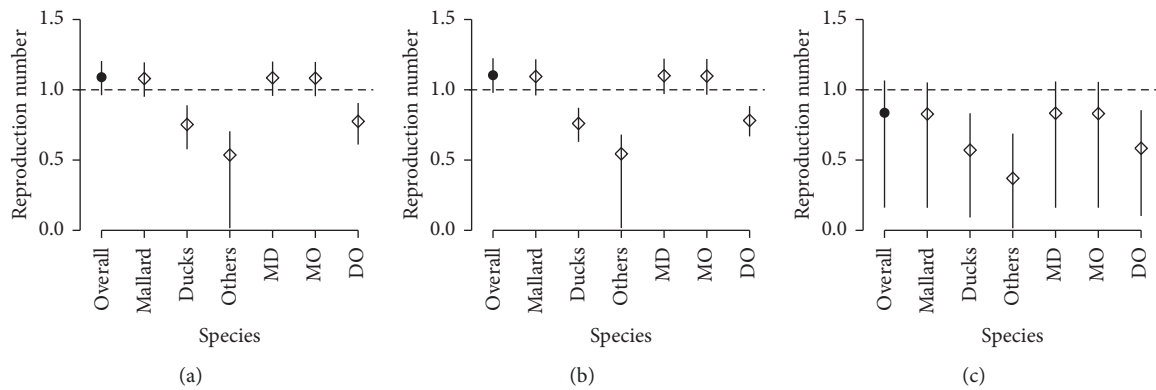 Reproduction number
1.5
1.0
0.5
0.0
Overall
Mallard
Ducks
Others
MD
MO
DO
Species
(a)
Reproduction number
1.5
1.0
0.5
0.0
Overall
Mallard
Ducks
Others
MD
MO
DO
Species
(b)
Reproduction number
1.5
1.0
0.5
0.0
Overall
Mallard
Ducks
Others
MD
MO
DO
Species
(c)